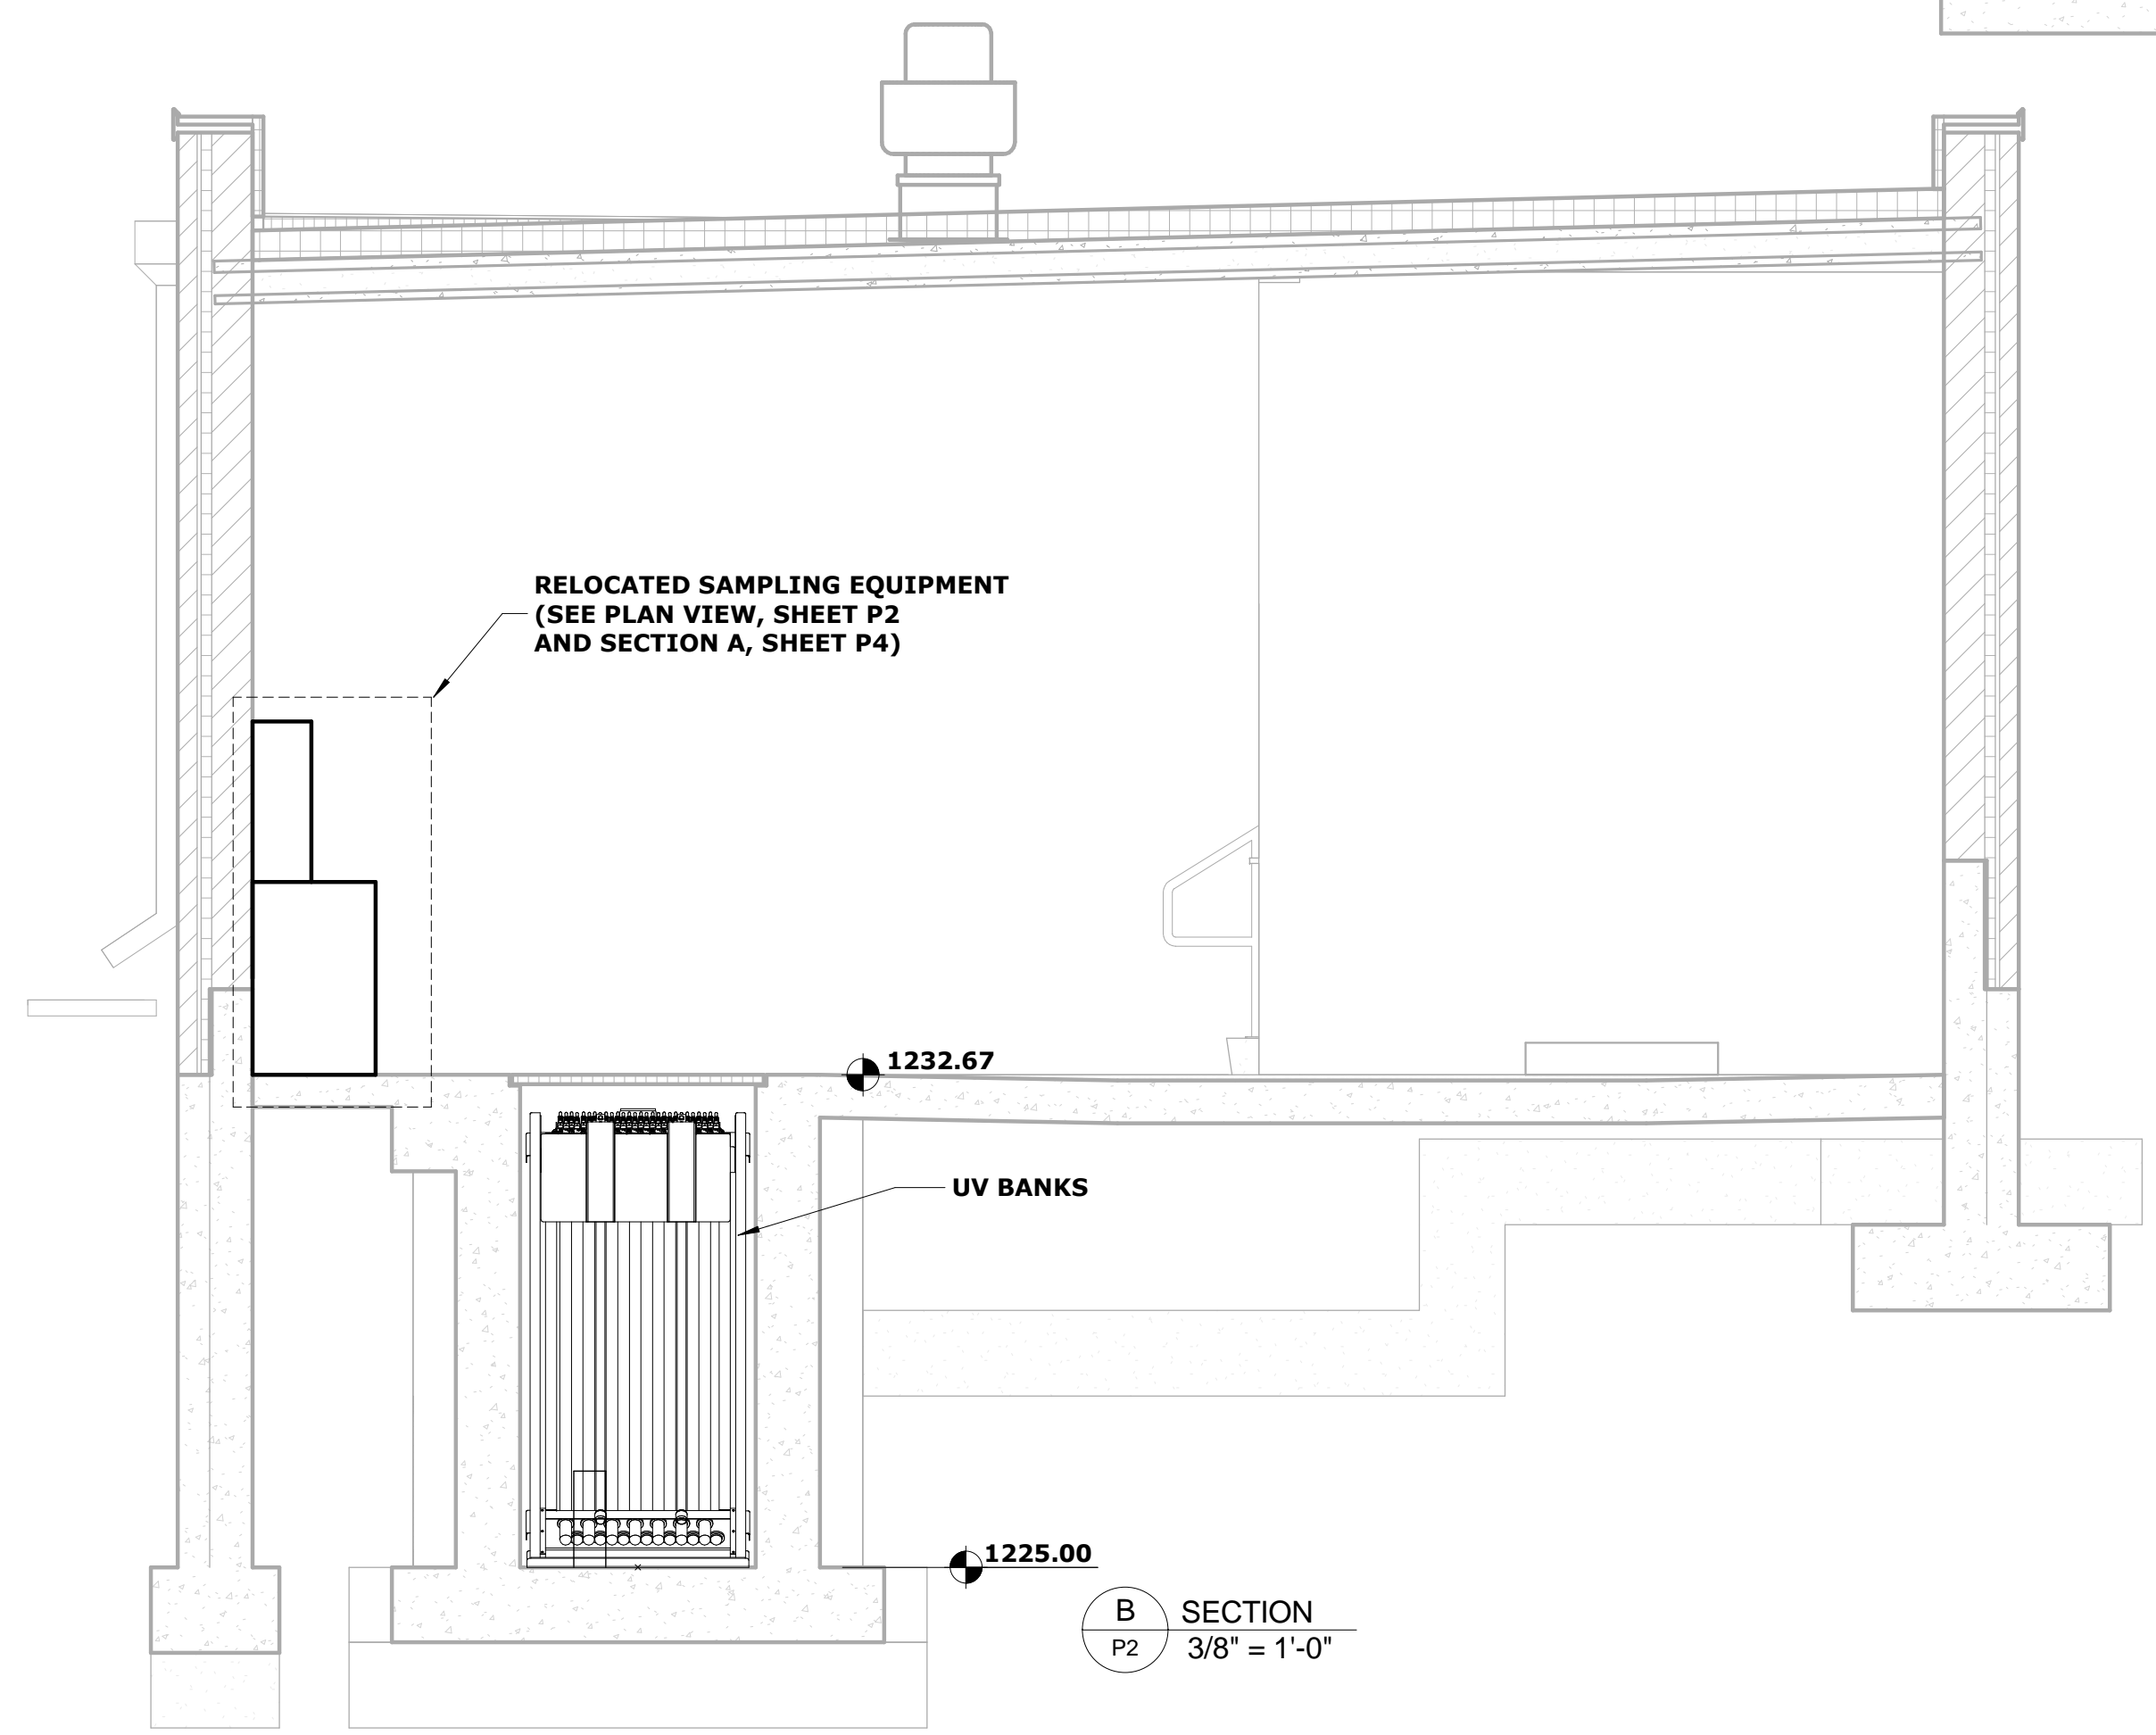 RELOCATED SAMPLING EQUIPMENT
(SEE PLAN VIEW, SHEET P2
AND SECTION A, SHEET P4)
1232.67
UV BANKS
1225.00
B
P2
SECTION
3/8" = 1'-0"